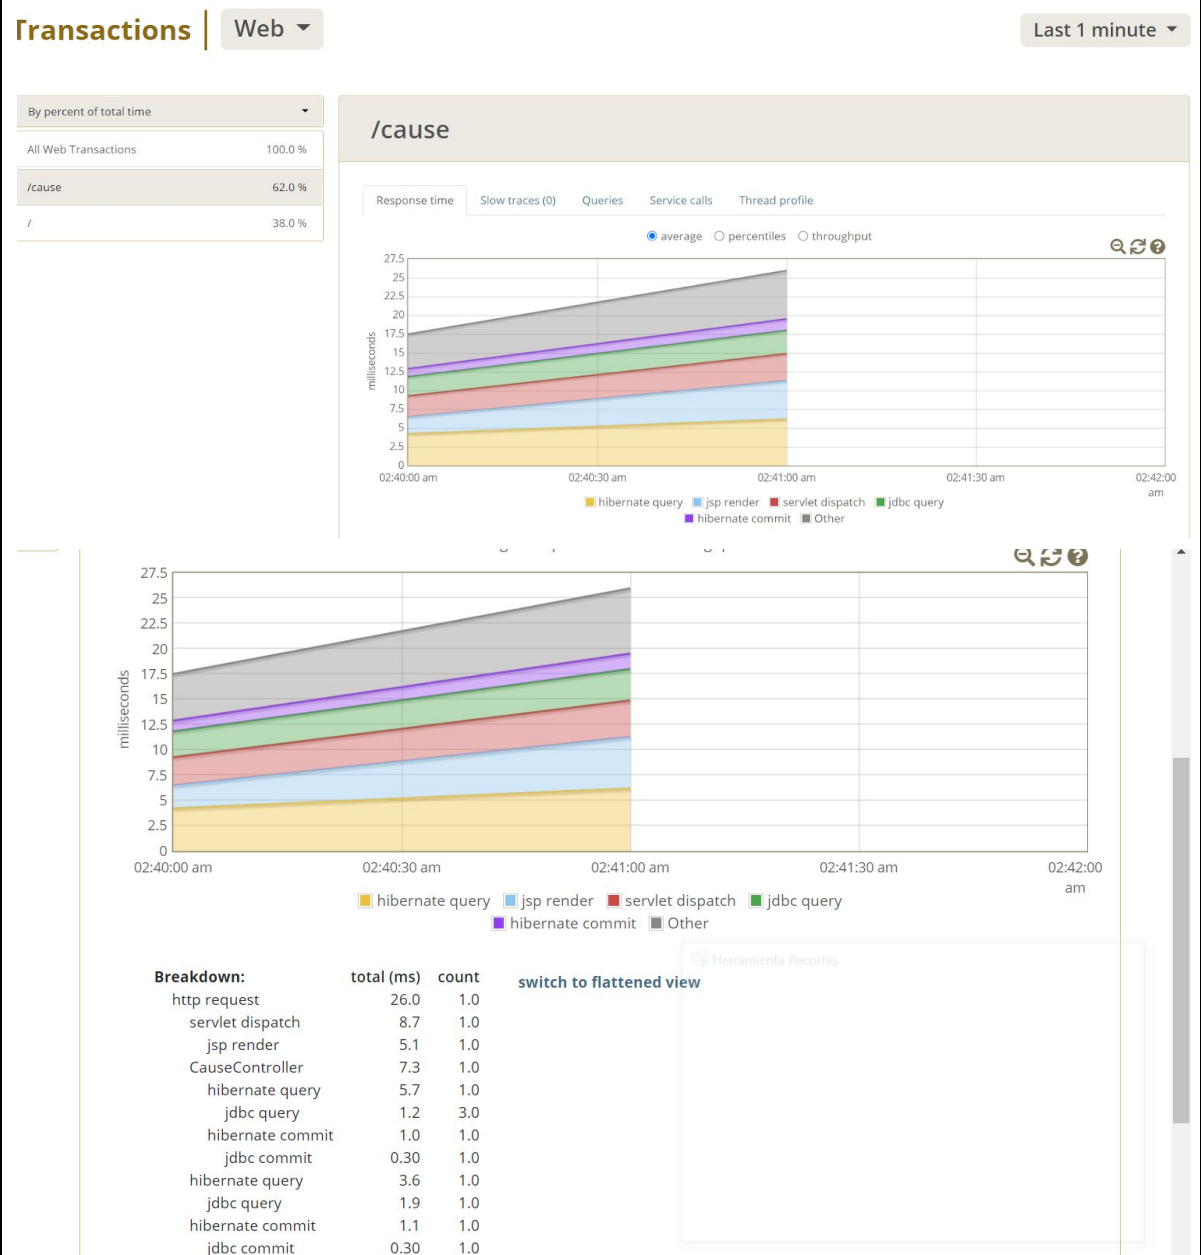 Transactions
Web
Last 1 minute
By percent of total time
All Web Transactions 100.0 %
/cause 62.0 %
/ 38.0 %
/cause
Response time Slow traces (0) Queries Service calls Thread profile
average percentiles throughput
27.5
25
22.5
20
17.5
15
12.5
10
7.5
5
2.5
0
milliseconds
02:40:00 am 02:40:30 am 02:41:00 am 02:41:30 am 02:42:00 am
hibernate query jsp render servlet dispatch jdbc query
hibernate commit Other
27.5
25
22.5
20
17.5
15
12.5
10
7.5
5
2.5
0
milliseconds
02:40:00 am 02:40:30 am 02:41:00 am 02:41:30 am 02:42:00 am
hibernate query jsp render servlet dispatch jdbc query
hibernate commit Other
Herramienta Recortes
Breakdown: total (ms) count switch to flattened view
http request 26.0 1.0
servlet dispatch 8.7 1.0
jsp render 5.1 1.0
CauseController 7.3 1.0
hibernate query 5.7 1.0
jdbc query 1.2 3.0
hibernate commit 1.0 1.0
jdbc commit 0.30 1.0
hibernate query 3.6 1.0
jdbc query 1.9 1.0
hibernate commit 1.1 1.0
jdbc commit 0.30 1.0